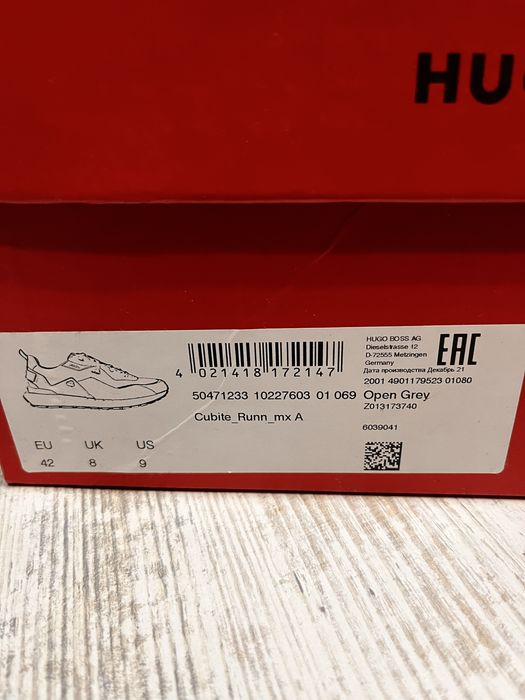 HU
4 021418 172147
50471233 10227603 01 069
Cubite_Runn_mx A
EU UK US
42 8 9
HUGO BOSS AG
Dieselstrasse 12
D-72555 Metzingen
Germany
Дата производства Декабрь 21
EAC
2001 4901179523 01080
Open Grey
Z013173740
6039041